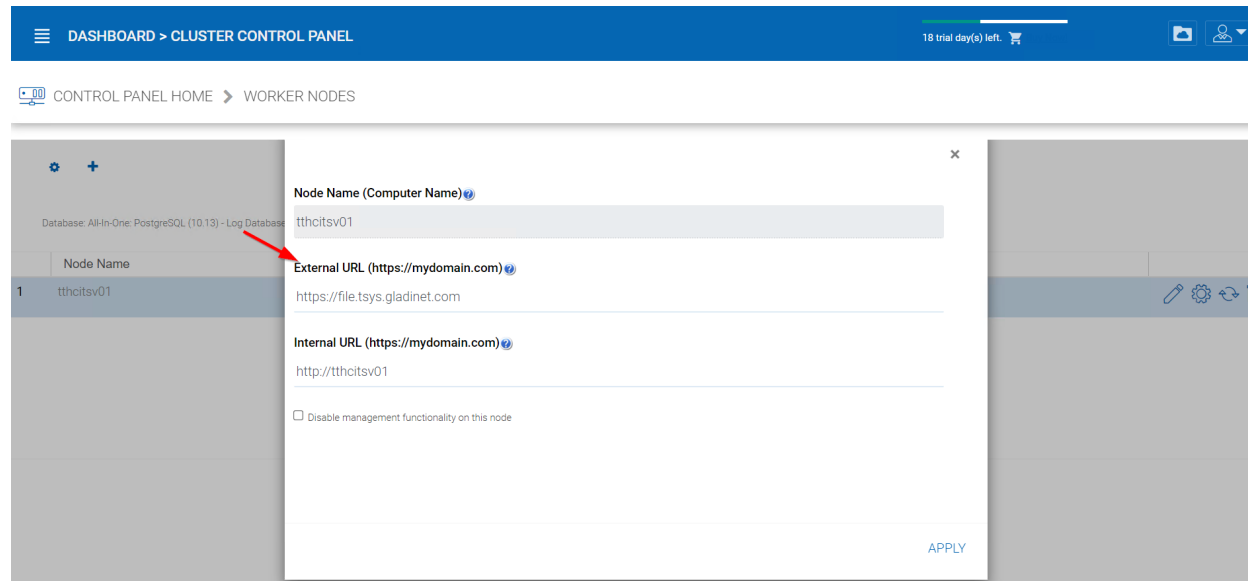 DASHBOARD > CLUSTER CONTROL PANEL
18 trial day(s) left.
CONTROL PANEL HOME > WORKER NODES
Node Name (Computer Name)
Database: All-In-One: PostgreSQL (10.13) - Log Database
tthcitsv01
Node Name
External URL (https://mydomain.com)
1 tthcitsv01
https://file.tsys.gladinet.com
Internal URL (https://mydomain.com)
http://tthcitsv01
Disable management functionality on this node
APPLY